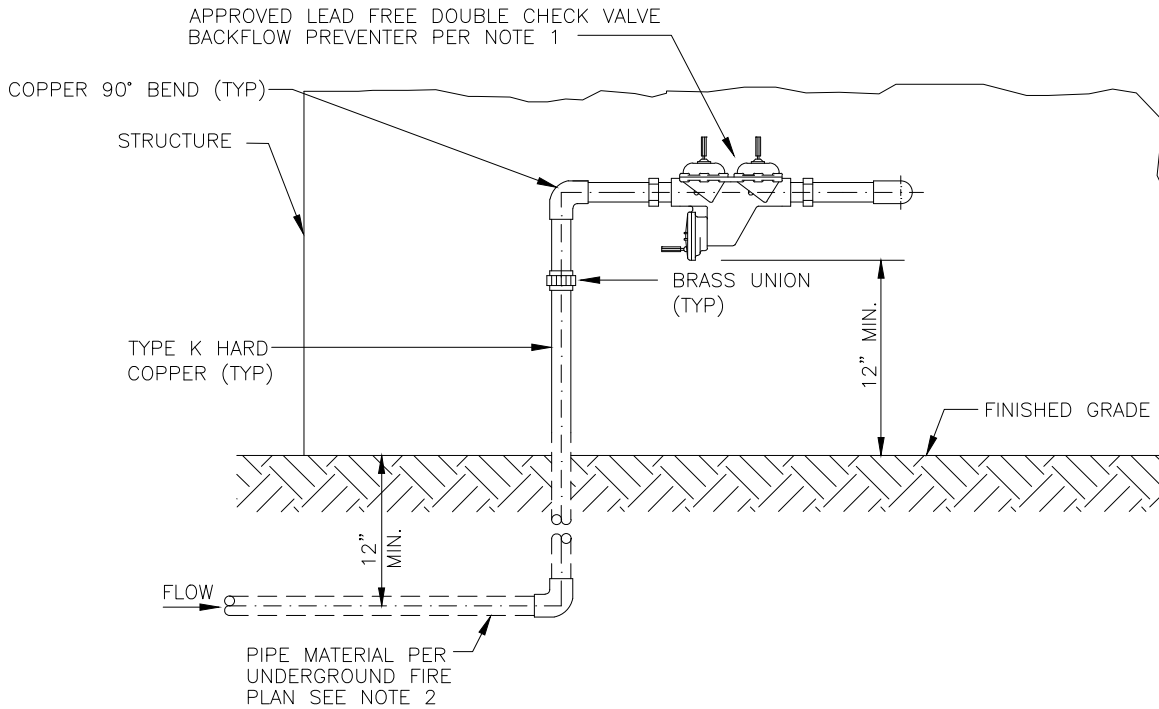 APPROVED LEAD FREE DOUBLE CHECK VALVE
BACKFLOW PREVENTER PER NOTE 1
COPPER 90° BEND (TYP)
STRUCTURE
BRASS UNION
(TYP)
12" MIN.
TYPE K HARD
COPPER (TYP)
FINISHED GRADE
12"
MIN.
FLOW
PIPE MATERIAL PER
UNDERGROUND FIRE
PLAN SEE NOTE 2